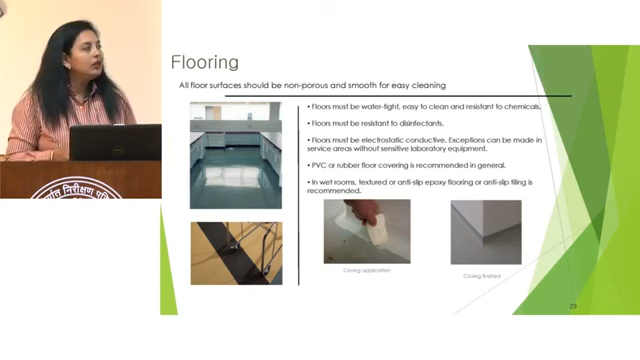 Flooring
All floor surfaces should be non-porous and smooth for easy cleaning
• Floors must be water-tight, easy to clean and resistant to chemicals.
• Floors must be resistant to disinfectants.
• Floors must be electrostatic conductive. Exceptions can be made in
service areas without sensitive laboratory equipment.
• PVC or rubber floor covering is recommended in general.
• In wet rooms, textured or anti-slip epoxy flooring or anti-slip tiling is
recommended.
Coving application
Coving finished
23
निरीक्षण